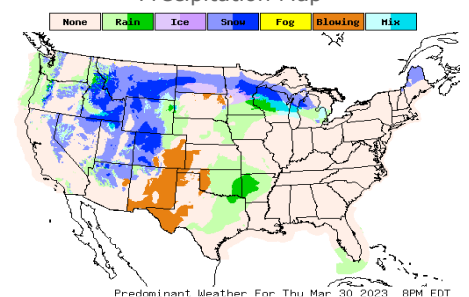 Precipitation Map
None Rain Ice Snow Fog Blowing Mix
Predominant Weather For Thu Mar 30 2023 8PM EDT